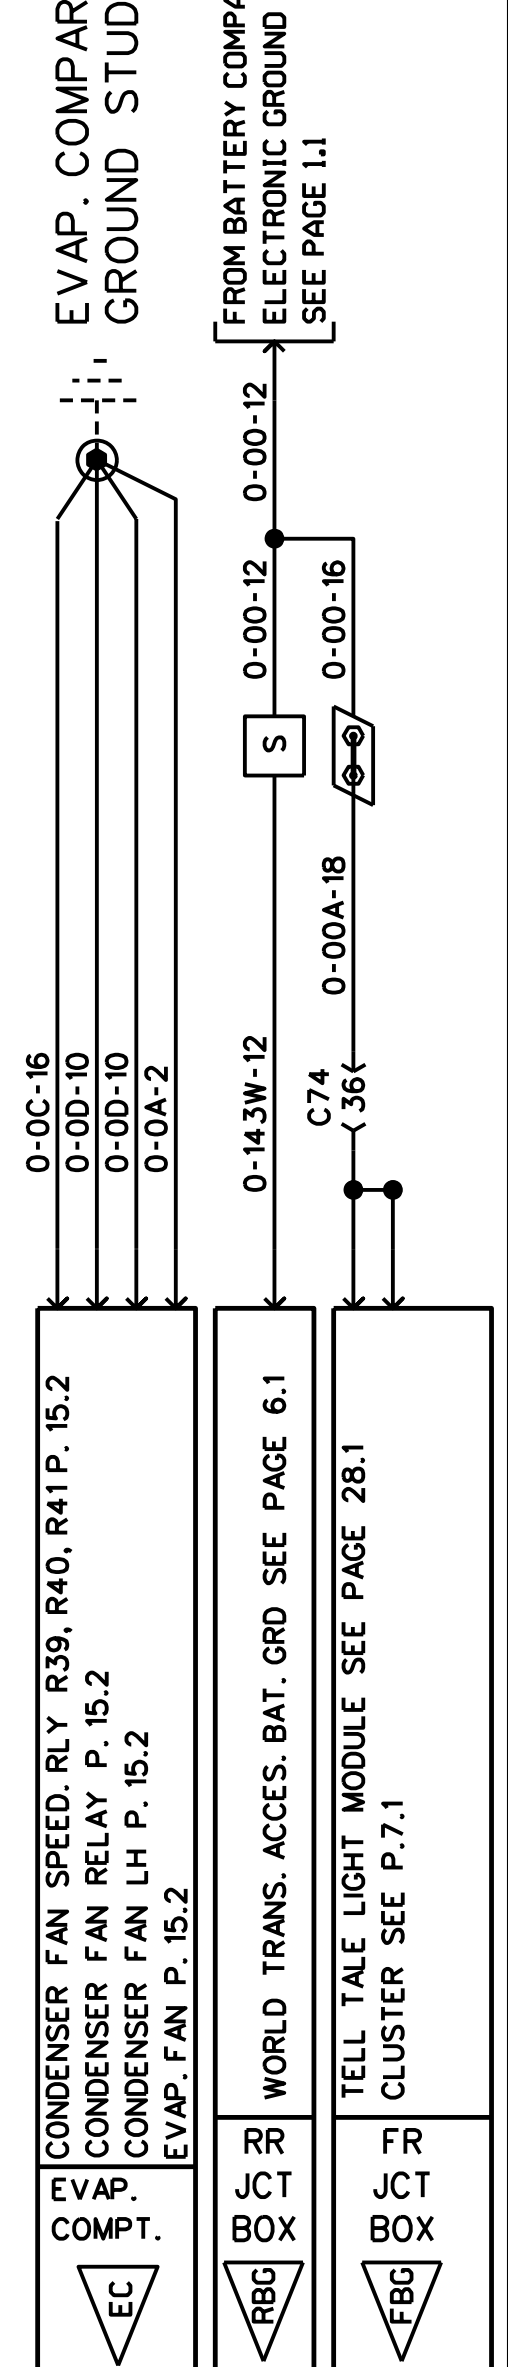 EVAP. COMPAR
GROUND STUD
FROM BATTERY COMPA
ELECTRONIC GROUND
SEE PAGE 1.1
0-00-12
0-00-12
0-00-16
S
0-00A-18
0-0C-16
0-0D-10
0-0D-10
0-0A-2
0-143W-12
C74
36
CONDENSER FAN SPEED. RLY R39, R40, R41 P. 15.2
CONDENSER FAN RELAY P. 15.2
CONDENSER FAN LH P. 15.2
EVAP. FAN P. 15.2
WORLD TRANS. ACCES. BAT. GRD SEE PAGE 6.1
TELL TALE LIGHT MODULE SEE PAGE 28.1
CLUSTER SEE P.7.1
EVAP.
COMPT.
EC
RR
JCT
BOX
RBG
FR
JCT
BOX
FBG